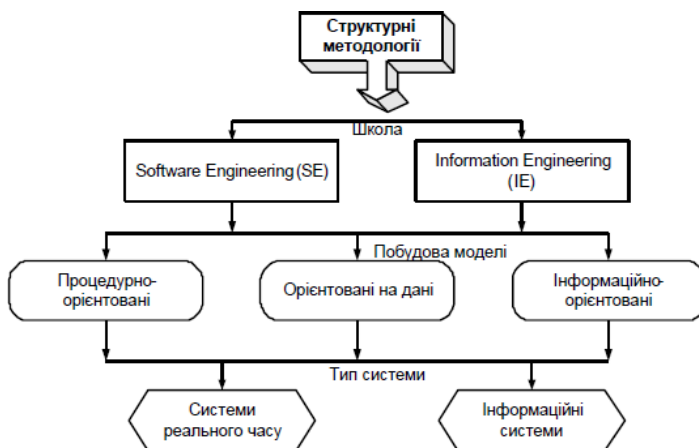 Структурні
методології
Школа
Software Engineering (SE)
Information Engineering
(IE)
Побудова моделі
Процедурно-
орієнтовані
Орієнтовані на дані
Інформаційно-
орієнтовані
Тип системи
Системи
реального часу
Інформаційні
системи